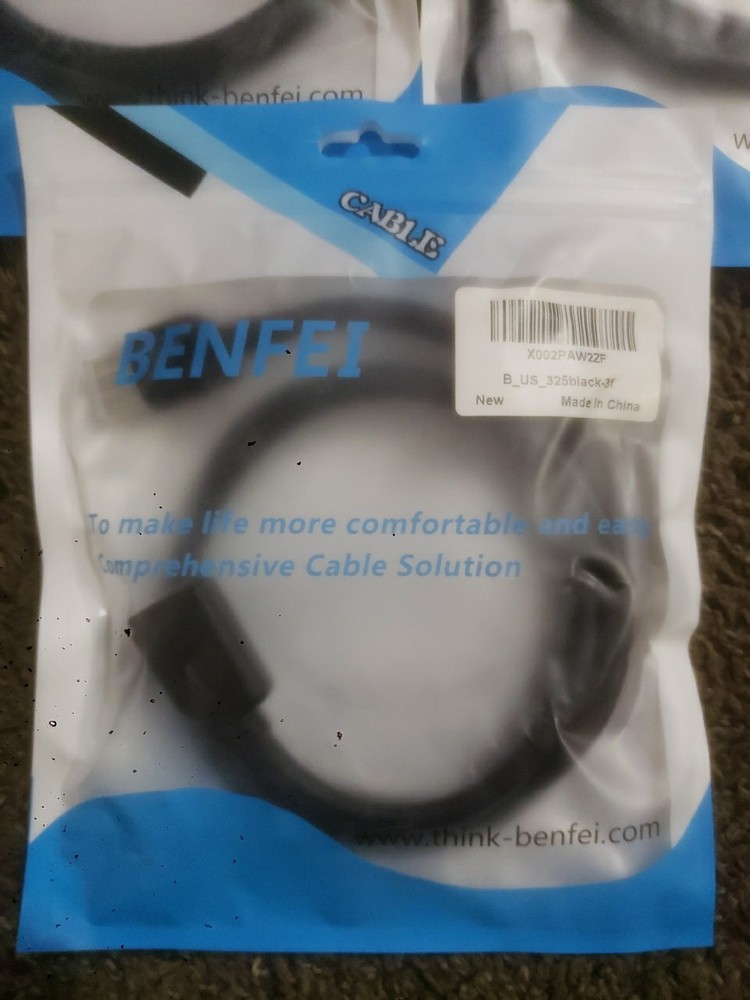 www.think-benfei.com
W
CABLE
BENFEI
X002PAW2ZF
B_US_325black-3f
New Made in China
To make life more comfortable and easy
Comprehensive Cable Solution
www.think-benfei.com